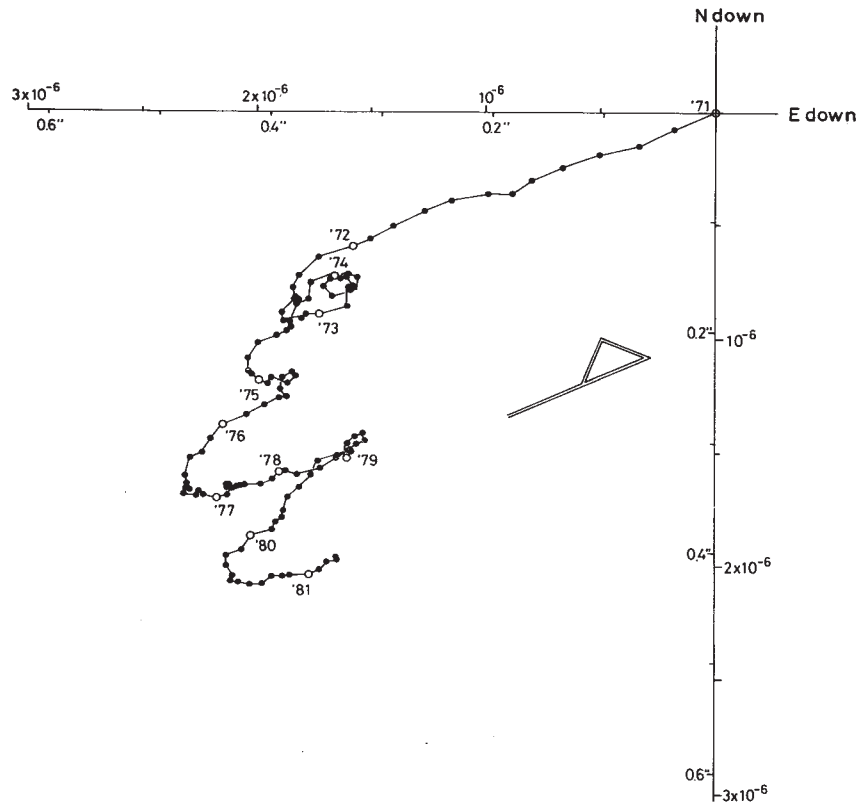 N down
3x10⁻⁶ 2x10⁻⁶ 10⁻⁶ '71
0.6" 0.4" 0.2" E down
'72
'74
'73
0.2" 10⁻⁶
'75
'76
'78 '79
'77
'80
0.4" 2x10⁻⁶
'81
0.6" 3x10⁻⁶